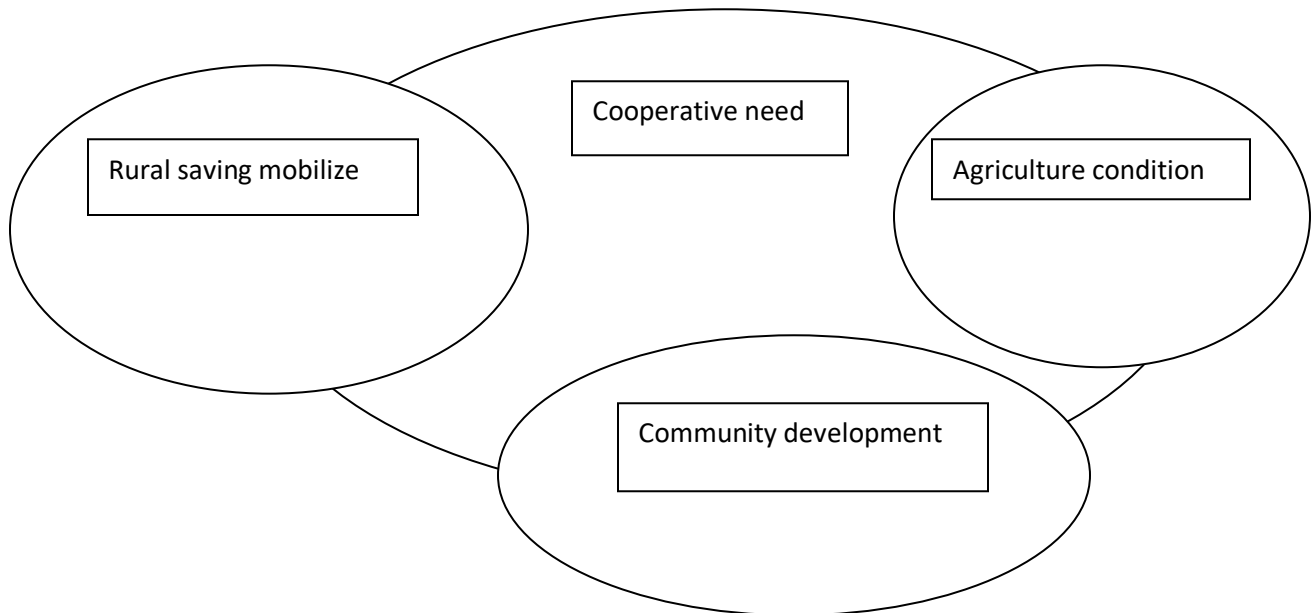 Cooperative need
Rural saving mobilize
Agriculture condition
Community development